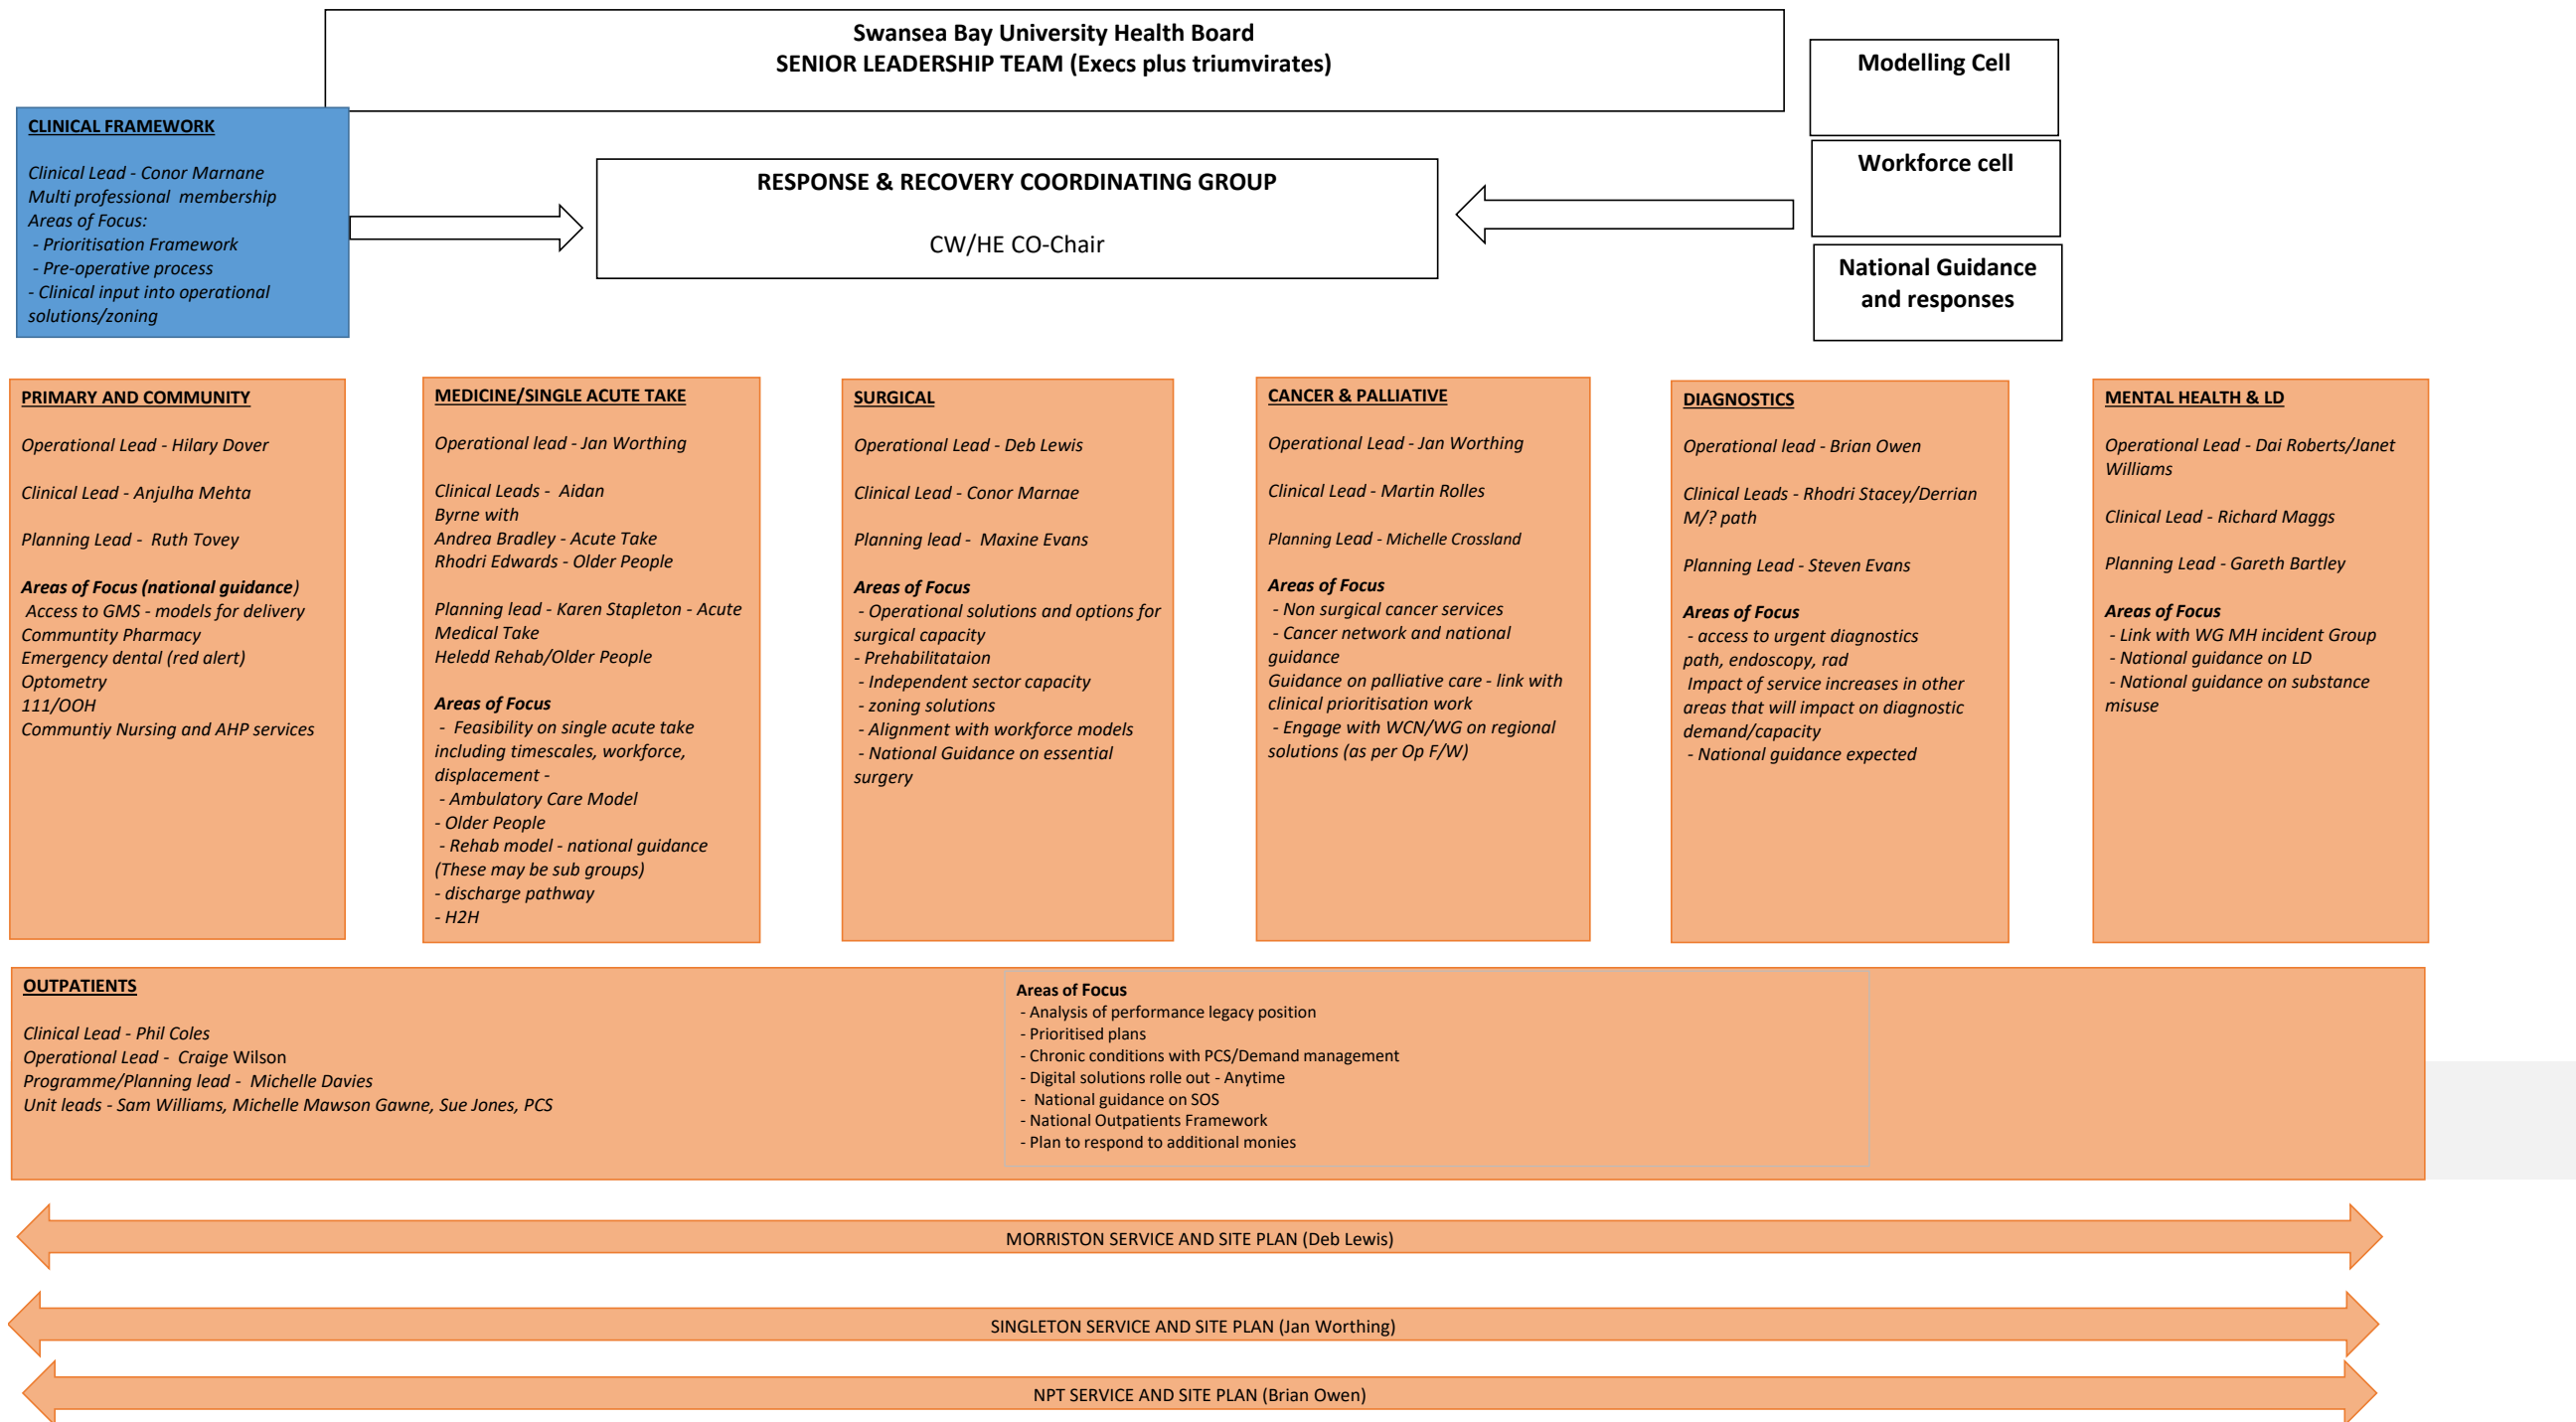 Swansea Bay University Health Board
SENIOR LEADERSHIP TEAM (Execs plus triumvirates)
Modelling Cell
Workforce cell
National Guidance
and responses
CLINICAL FRAMEWORK
Clinical Lead - Conor Marnane
Multi professional  membership
Areas of Focus:
- Prioritisation Framework
- Pre-operative process
- Clinical input into operational
solutions/zoning
RESPONSE & RECOVERY COORDINATING GROUP
CW/HE CO-Chair
PRIMARY AND COMMUNITY
Operational Lead - Hilary Dover
Clinical Lead - Anjulha Mehta
Planning Lead -  Ruth Tovey
Areas of Focus (national guidance)
Access to GMS - models for delivery
Communtity Pharmacy
Emergency dental (red alert)
Optometry
111/OOH
Communtiy Nursing and AHP services
MEDICINE/SINGLE ACUTE TAKE
Operational lead - Jan Worthing
Clinical Leads -  Aidan
Byrne with
Andrea Bradley - Acute Take
Rhodri Edwards - Older People
Planning lead - Karen Stapleton - Acute
Medical Take
Heledd Rehab/Older People
Areas of Focus
-  Feasibility on single acute take
including timescales, workforce,
displacement -
- Ambulatory Care Model
- Older People
- Rehab model - national guidance
(These may be sub groups)
- discharge pathway
- H2H
SURGICAL
Operational Lead - Deb Lewis
Clinical Lead - Conor Marnae
Planning lead -  Maxine Evans
Areas of Focus
- Operational solutions and options for
surgical capacity
- Prehabilitataion
- Independent sector capacity
- zoning solutions
- Alignment with workforce models
- National Guidance on essential
surgery
CANCER & PALLIATIVE
Operational Lead - Jan Worthing
Clinical Lead - Martin Rolles
Planning Lead - Michelle Crossland
Areas of Focus
- Non surgical cancer services
- Cancer network and national
guidance
Guidance on palliative care - link with
clinical prioritisation work
- Engage with WCN/WG on regional
solutions (as per Op F/W)
DIAGNOSTICS
Operational lead - Brian Owen
Clinical Leads - Rhodri Stacey/Derrian
M/? path
Planning Lead - Steven Evans
Areas of Focus
- access to urgent diagnostics
path, endoscopy, rad
Impact of service increases in other
areas that will impact on diagnostic
demand/capacity
- National guidance expected
MENTAL HEALTH & LD
Operational Lead - Dai Roberts/Janet
Williams
Clinical Lead - Richard Maggs
Planning Lead - Gareth Bartley
Areas of Focus
- Link with WG MH incident Group
- National guidance on LD
- National guidance on substance
misuse
OUTPATIENTS
Clinical Lead - Phil Coles
Operational Lead -  Craige Wilson
Programme/Planning lead -  Michelle Davies
Unit leads - Sam Williams, Michelle Mawson Gawne, Sue Jones, PCS
Areas of Focus
- Analysis of performance legacy position
- Prioritised plans
- Chronic conditions with PCS/Demand management
- Digital solutions rolle out - Anytime
-  National guidance on SOS
- National Outpatients Framework
- Plan to respond to additional monies
MORRISTON SERVICE AND SITE PLAN (Deb Lewis)
SINGLETON SERVICE AND SITE PLAN (Jan Worthing)
NPT SERVICE AND SITE PLAN (Brian Owen)